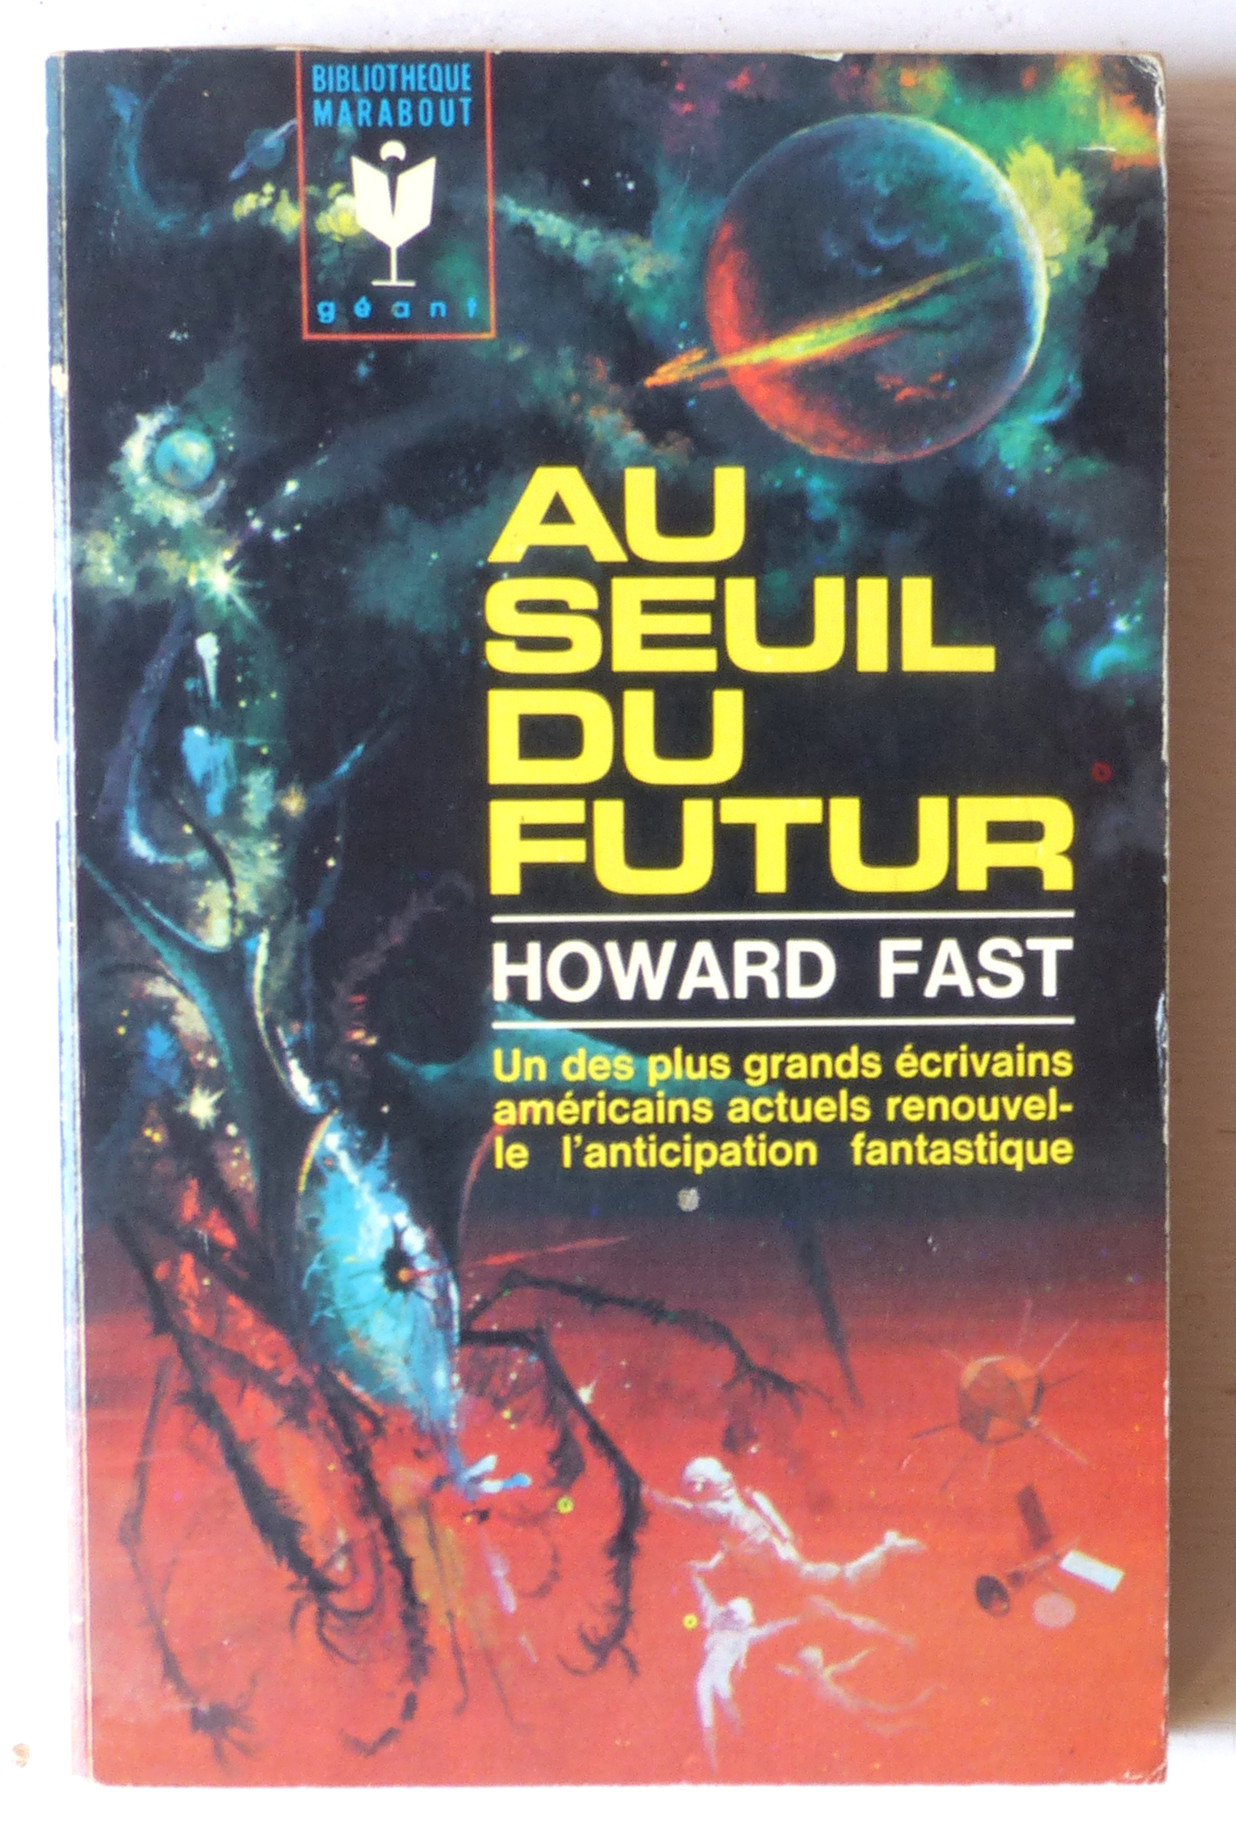 BIBLIOTHEQUE
MARABOUT
géant
AU
SEUIL
DU
FUTUR
HOWARD FAST
Un des plus grands écrivains
américains actuels renouvel-
le l'anticipation fantastique